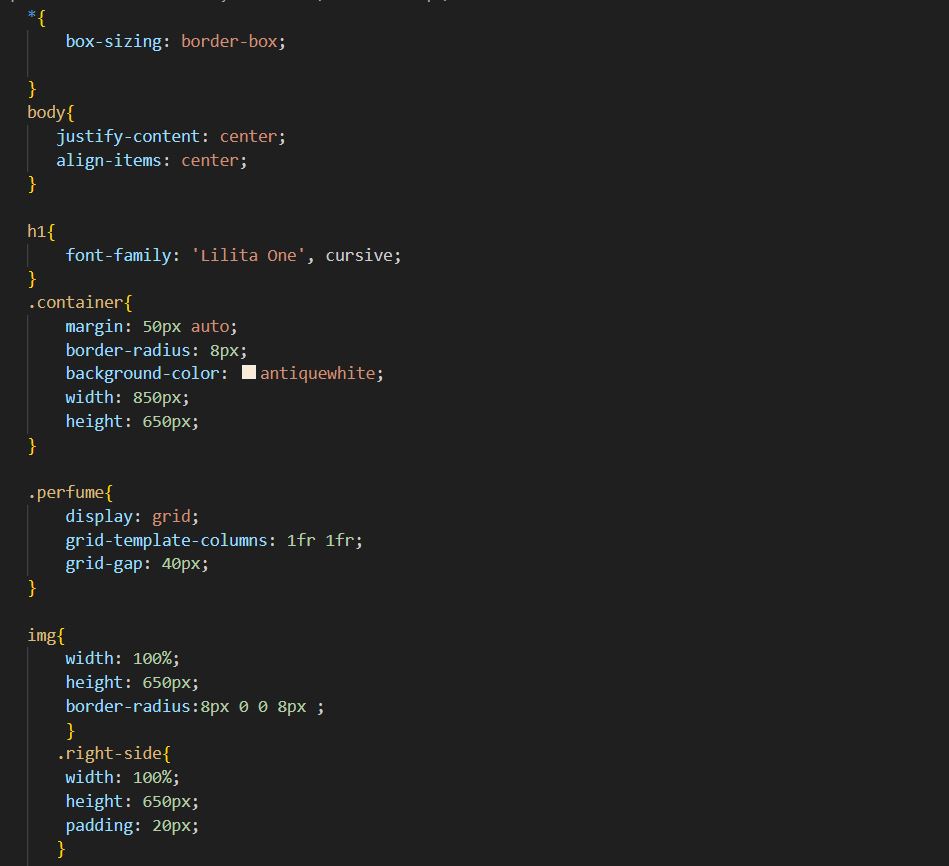 *{
    box-sizing: border-box;
}
body{
   justify-content: center;
   align-items: center;
}
h1{
    font-family: 'Lilita One', cursive;
}
.container{
    margin: 50px auto;
    border-radius: 8px;
    background-color: antiquewhite;
    width: 850px;
    height: 650px;
}
.perfume{
    display: grid;
    grid-template-columns: 1fr 1fr;
    grid-gap: 40px;
}
img{
    width: 100%;
    height: 650px;
    border-radius:8px 0 0 8px ;
    }
   .right-side{
    width: 100%;
    height: 650px;
    padding: 20px;
   }